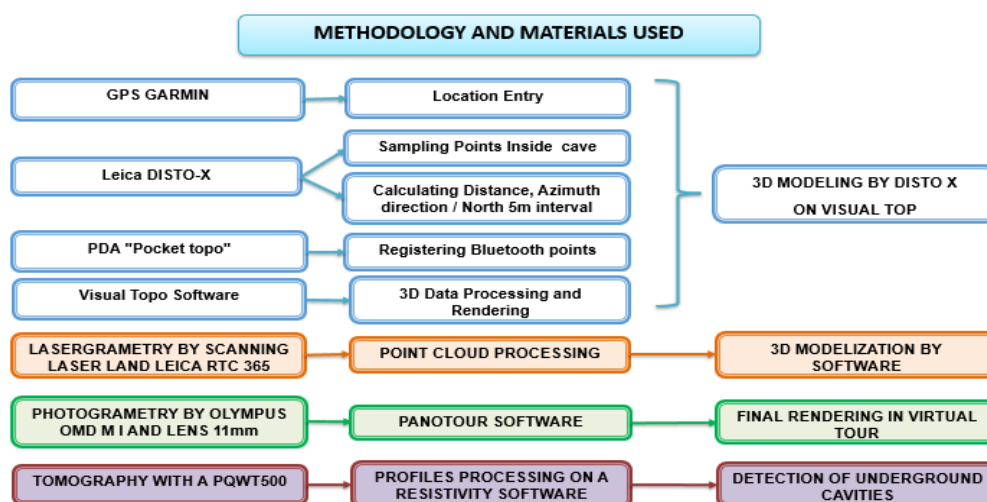 METHODOLOGY AND MATERIALS USED
GPS GARMIN
Location Entry
Leica DISTO-X
Sampling Points Inside cave
Calculating Distance, Azimuth
direction / North 5m interval
PDA "Pocket topo"
Registering Bluetooth points
Visual Topo Software
3D Data Processing and
Rendering
3D MODELING BY DISTO X
ON VISUAL TOP
LASERGRAMETRY BY SCANNING
LASER LAND LEICA RTC 365
POINT CLOUD PROCESSING
3D MODELIZATION BY
SOFTWARE
PHOTOGRAMETRY BY OLYMPUS
OMD M I AND LENS 11mm
PANOTOUR SOFTWARE
FINAL RENDERING IN VIRTUAL
TOUR
TOMOGRAPHY WITH A PQWT500
PROFILES PROCESSING ON A
RESISTIVITY SOFTWARE
DETECTION OF UNDERGROUND
CAVITIES